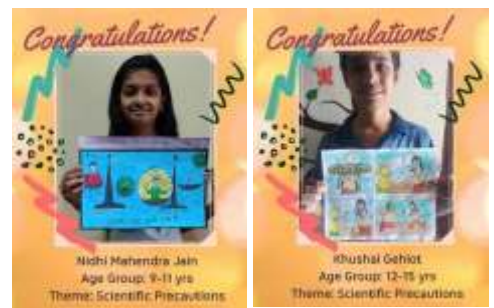 Congratulations!
Nidhi Mahendra Jain
Age Group: 9-11 yrs
Theme: Scientific Precautions
Congratulations!
Khushal Gehlot
Age Group: 12-15 yrs
Theme: Scientific Precautions